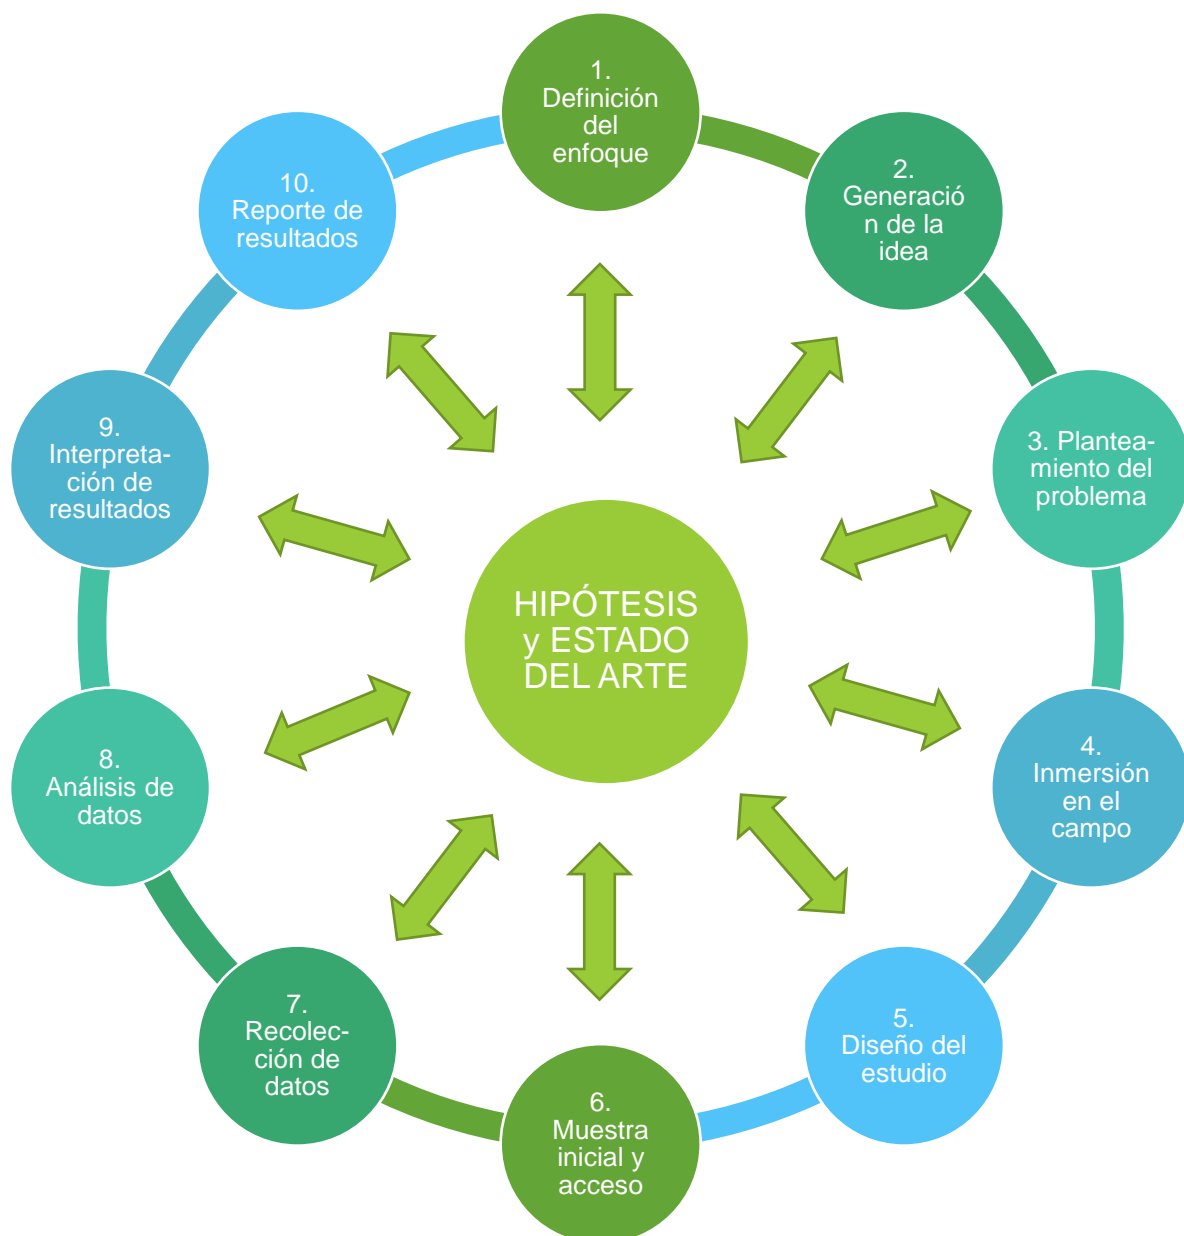 1.
Definición
del
enfoque
2.
Generació
n de la
idea
3. Plantea-
miento del
problema
4.
Inmersión
en el
campo
5.
Diseño del
estudio
6.
Muestra
inicial y
acceso
7.
Recolec-
ción de
datos
8.
Análisis de
datos
9.
Interpreta-
ción de
resultados
10.
Reporte de
resultados
HIPÓTESIS
y ESTADO
DEL ARTE